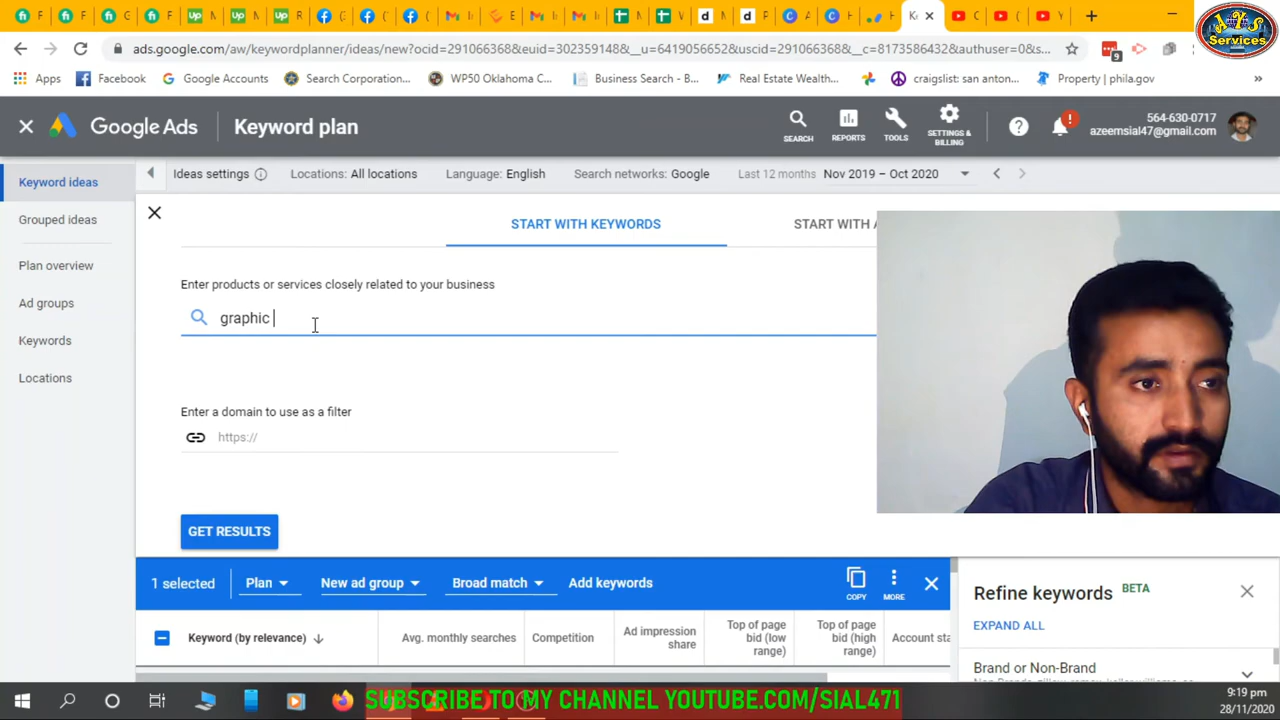 AYS
Services
ads.google.com/aw/keywordplanner/ideas/new?ocid=291066368&euid=302359148&__u=6419056652&uscid=291066368&__c=8173586432&authuser=0&s...
9
Apps
Facebook
Google Accounts
Search Corporation...
WP50 Oklahoma C...
Business Search - B...
Real Estate Wealth...
craigslist: san anton...
Property | phila.gov
Google Ads
Keyword plan
SEARCH
REPORTS
TOOLS
SETTINGS &
BILLING
564-630-0717
azeemsial47@gmail.com
Keyword ideas
Ideas settings
Locations: All locations
Language: English
Search networks: Google
Last 12 months
Nov 2019 – Oct 2020
Grouped ideas
Plan overview
Ad groups
Keywords
Locations
START WITH KEYWORDS
START WITH A
Enter products or services closely related to your business
graphic
Enter a domain to use as a filter
https://
GET RESULTS
1 selected
Plan
New ad group
Broad match
Add keywords
COPY
MORE
Refine keywords BETA
EXPAND ALL
Keyword (by relevance)
Avg. monthly searches
Competition
Ad impression
share
Top of page
bid (low
range)
Top of page
bid (high
range)
Account sta
Brand or Non-Brand
SUBSCRIBE TO MY CHANNEL YOUTUBE.COM/SIAL471
9:19 pm
28/11/2020